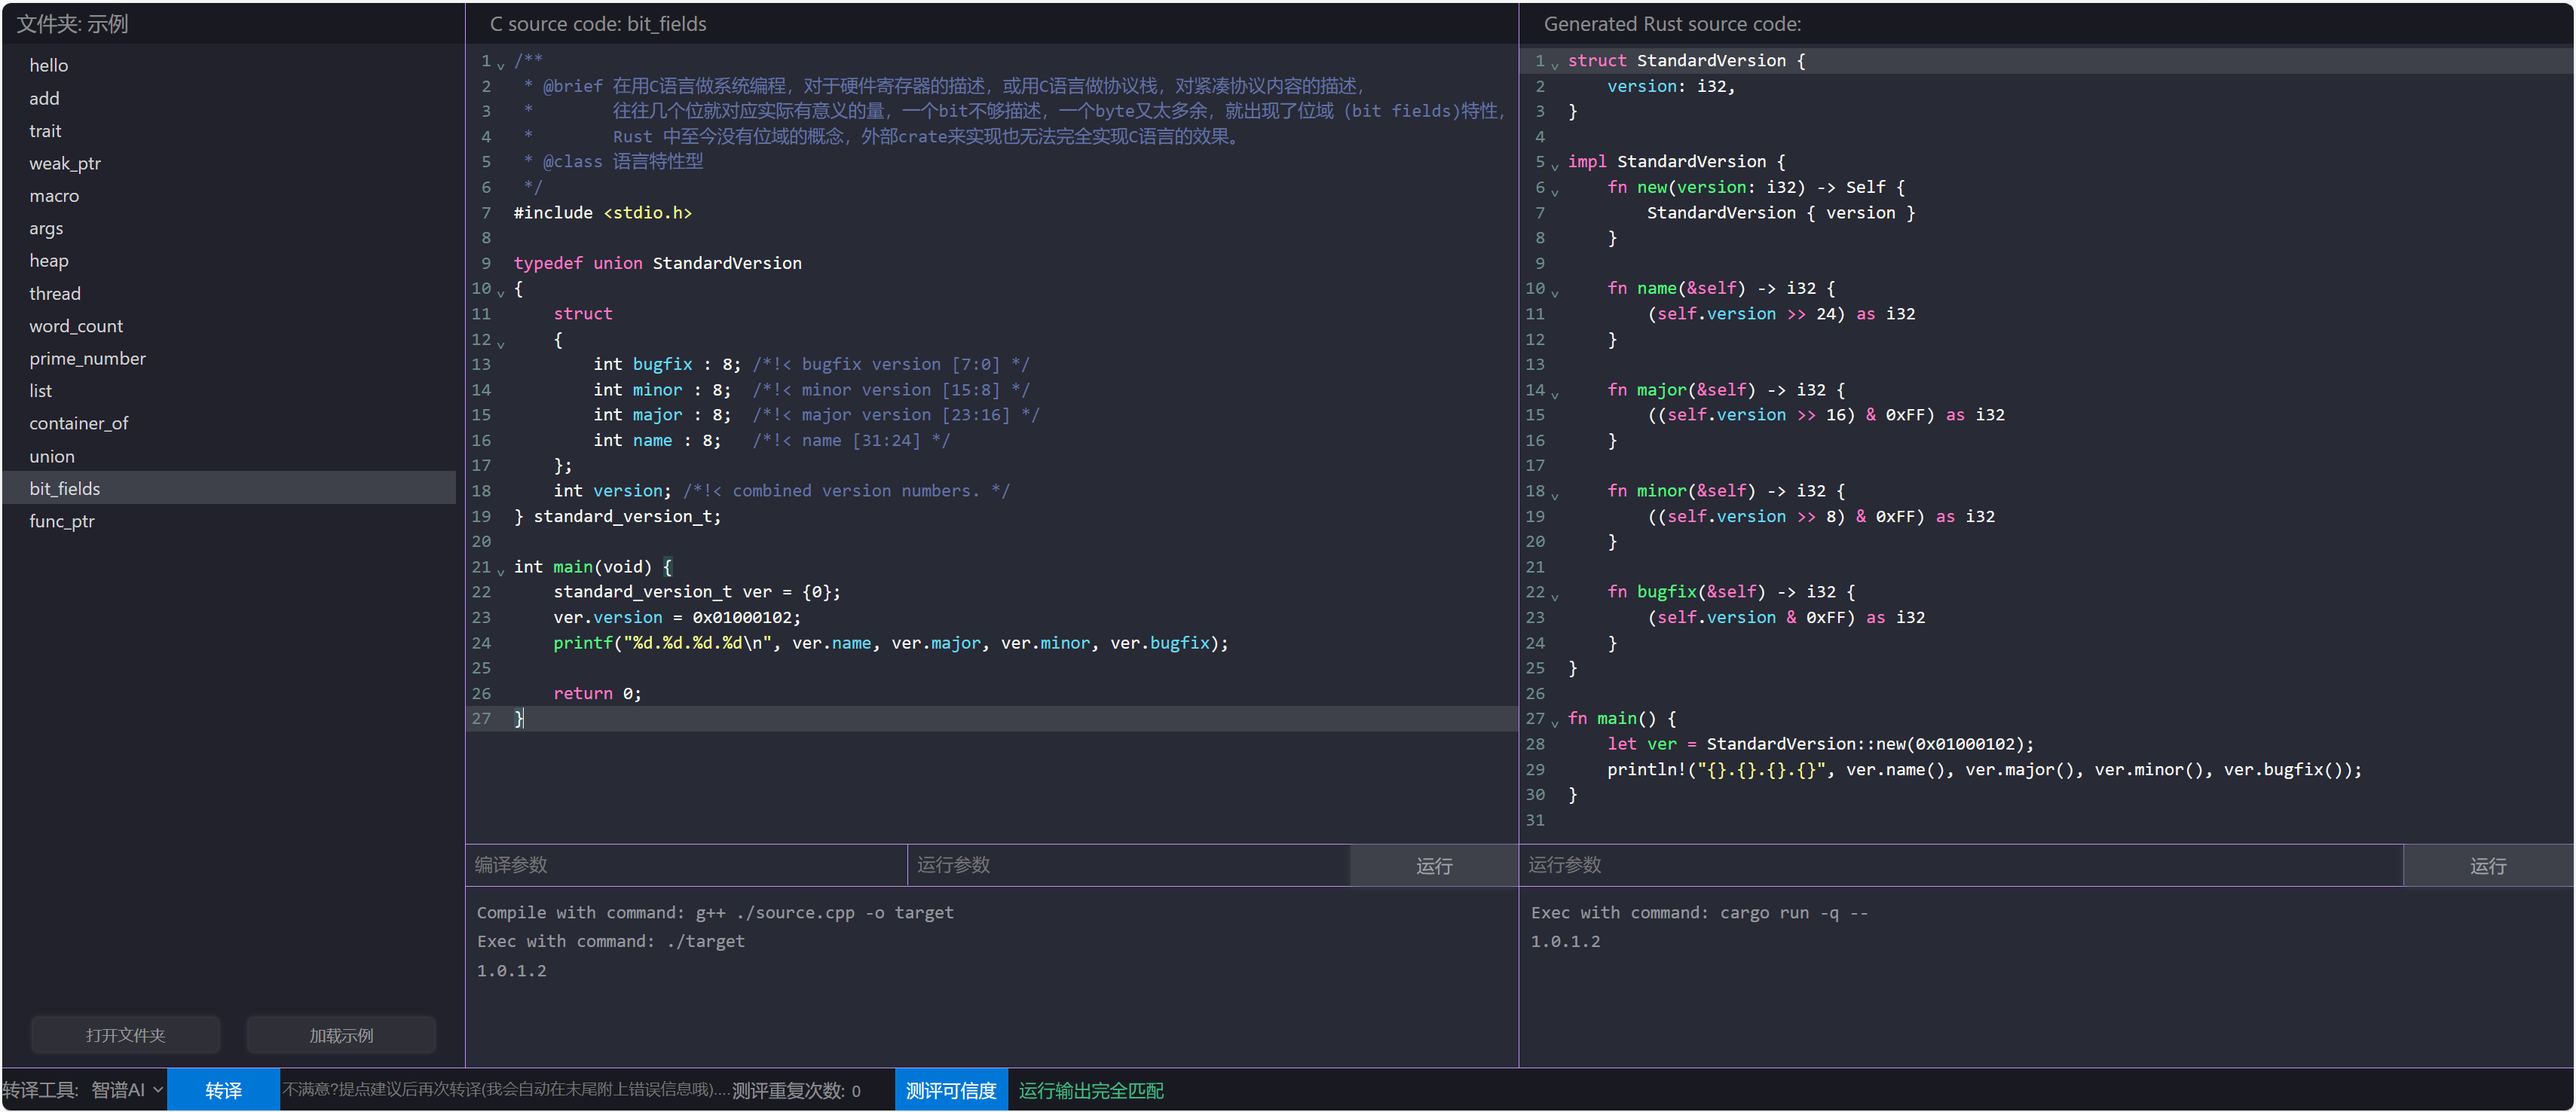 文件夹: 示例
hello
add
trait
weak_ptr
macro
args
heap
thread
word_count
prime_number
list
container_of
union
bit_fields
func_ptr
打开文件夹
加载示例
C source code: bit_fields
1 /**
2  * @brief 在用C语言做系统编程，对于硬件寄存器的描述，或用C语言做协议栈，对紧凑协议内容的描述，
3  *        往往几个位就对应实际有意义的量，一个bit不够描述，一个byte又太多余，就出现了位域 (bit fields)特性，
4  *        Rust 中至今没有位域的概念，外部crate来实现也无法完全实现C语言的效果。
5  * @class 语言特性型
6  */
7 #include <stdio.h>
8
9 typedef union StandardVersion
10 {
11     struct
12     {
13         int bugfix : 8; /*!< bugfix version [7:0] */
14         int minor : 8;  /*!< minor version [15:8] */
15         int major : 8;  /*!< major version [23:16] */
16         int name : 8;   /*!< name [31:24] */
17     };
18     int version; /*!< combined version numbers. */
19 } standard_version_t;
20
21 int main(void) {
22     standard_version_t ver = {0};
23     ver.version = 0x01000102;
24     printf("%d.%d.%d.%d\n", ver.name, ver.major, ver.minor, ver.bugfix);
25
26     return 0;
27 }
编译参数
运行参数
运行
Compile with command: g++ ./source.cpp -o target
Exec with command: ./target
1.0.1.2
Generated Rust source code:
1 struct StandardVersion {
2     version: i32,
3 }
4
5 impl StandardVersion {
6     fn new(version: i32) -> Self {
7         StandardVersion { version }
8     }
9
10     fn name(&self) -> i32 {
11         (self.version >> 24) as i32
12     }
13
14     fn major(&self) -> i32 {
15         ((self.version >> 16) & 0xFF) as i32
16     }
17
18     fn minor(&self) -> i32 {
19         ((self.version >> 8) & 0xFF) as i32
20     }
21
22     fn bugfix(&self) -> i32 {
23         (self.version & 0xFF) as i32
24     }
25 }
26
27 fn main() {
28     let ver = StandardVersion::new(0x01000102);
29     println!("{}.{}.{}.{}", ver.name(), ver.major(), ver.minor(), ver.bugfix());
30 }
31
运行参数
运行
Exec with command: cargo run -q --
1.0.1.2
转译工具: 智谱AI 转译 不满意?提点建议后再次转译(我会自动在末尾附上错误信息哦).... 测评重复次数: 0 测评可信度 运行输出完全匹配